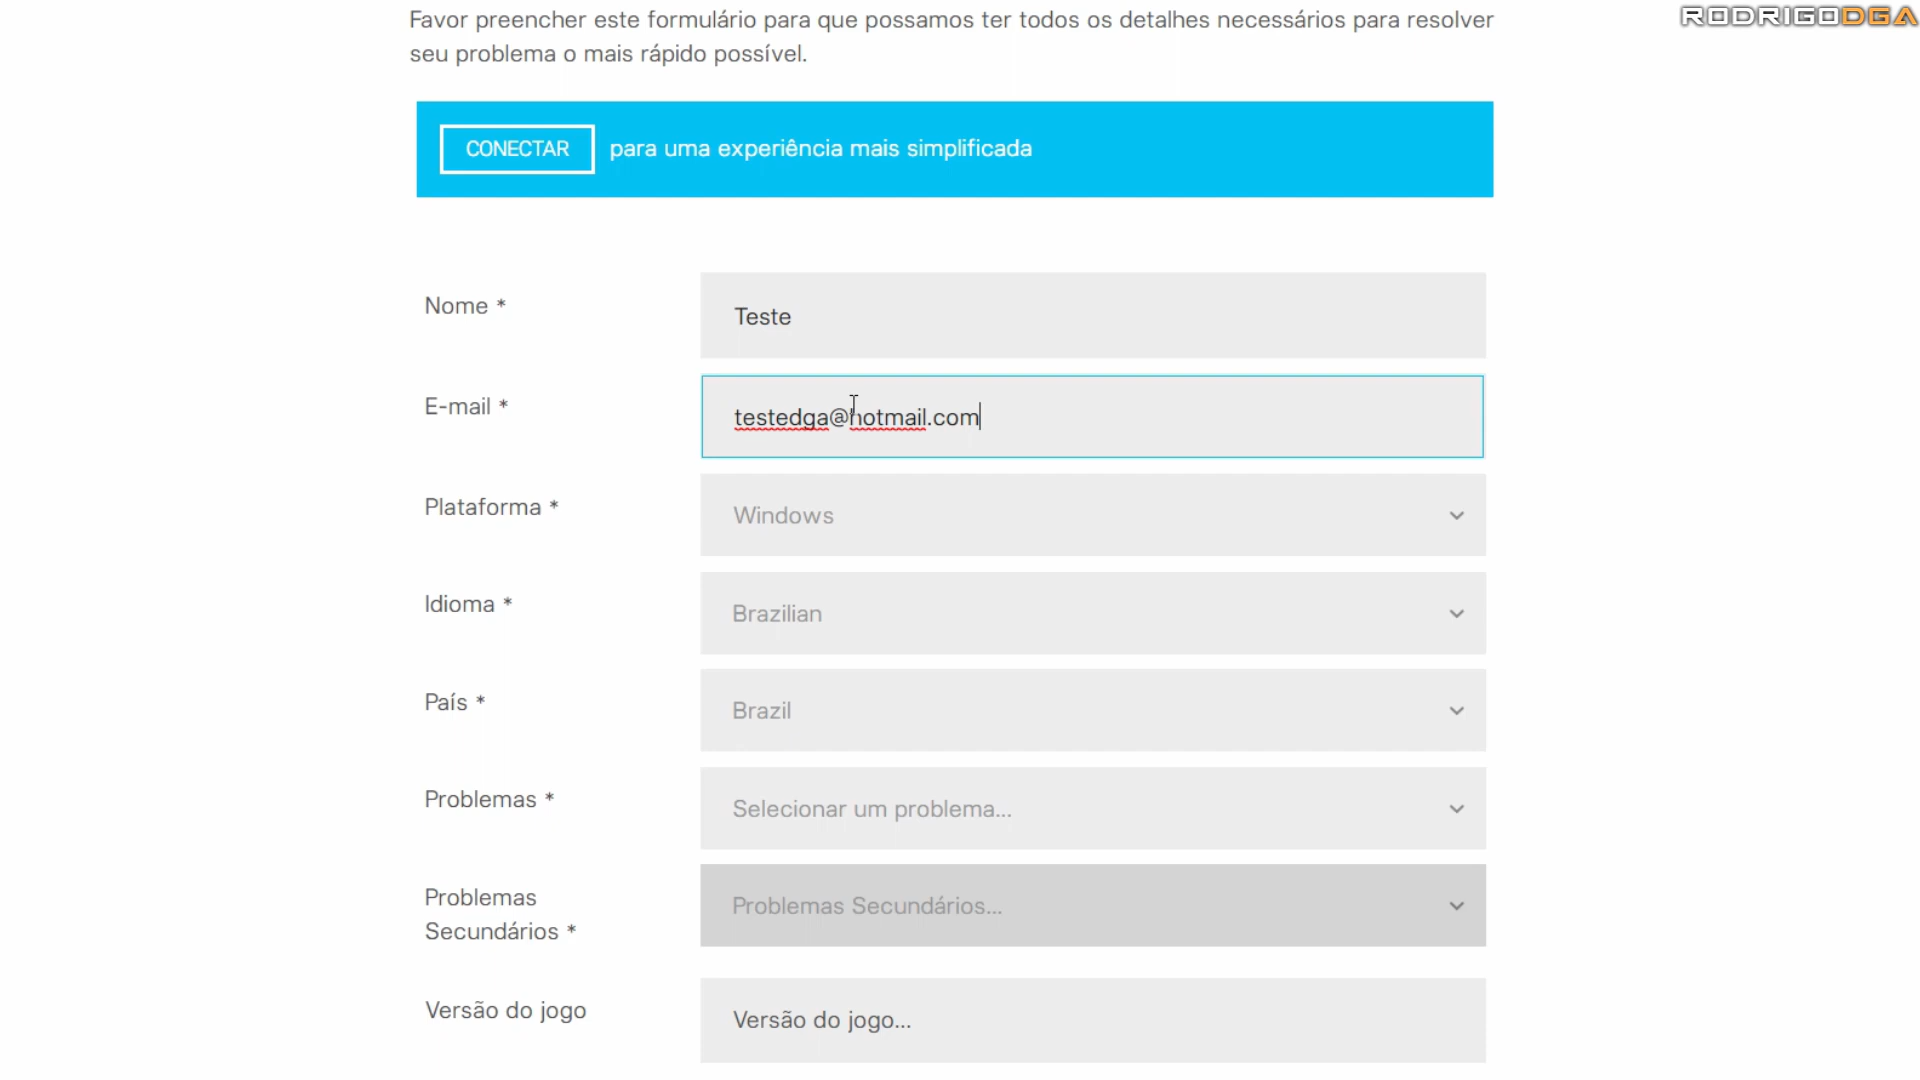 Favor preencher este formulário para que possamos ter todos os detalhes necessários para resolver
seu problema o mais rápido possível.
RODRIGODGA
CONECTAR para uma experiência mais simplificada
Nome * Teste
E-mail * testedga@hotmail.com
Plataforma * Windows
Idioma * Brazilian
País * Brazil
Problemas * Selecionar um problema...
Problemas
Secundários * Problemas Secundários...
Versão do jogo Versão do jogo...